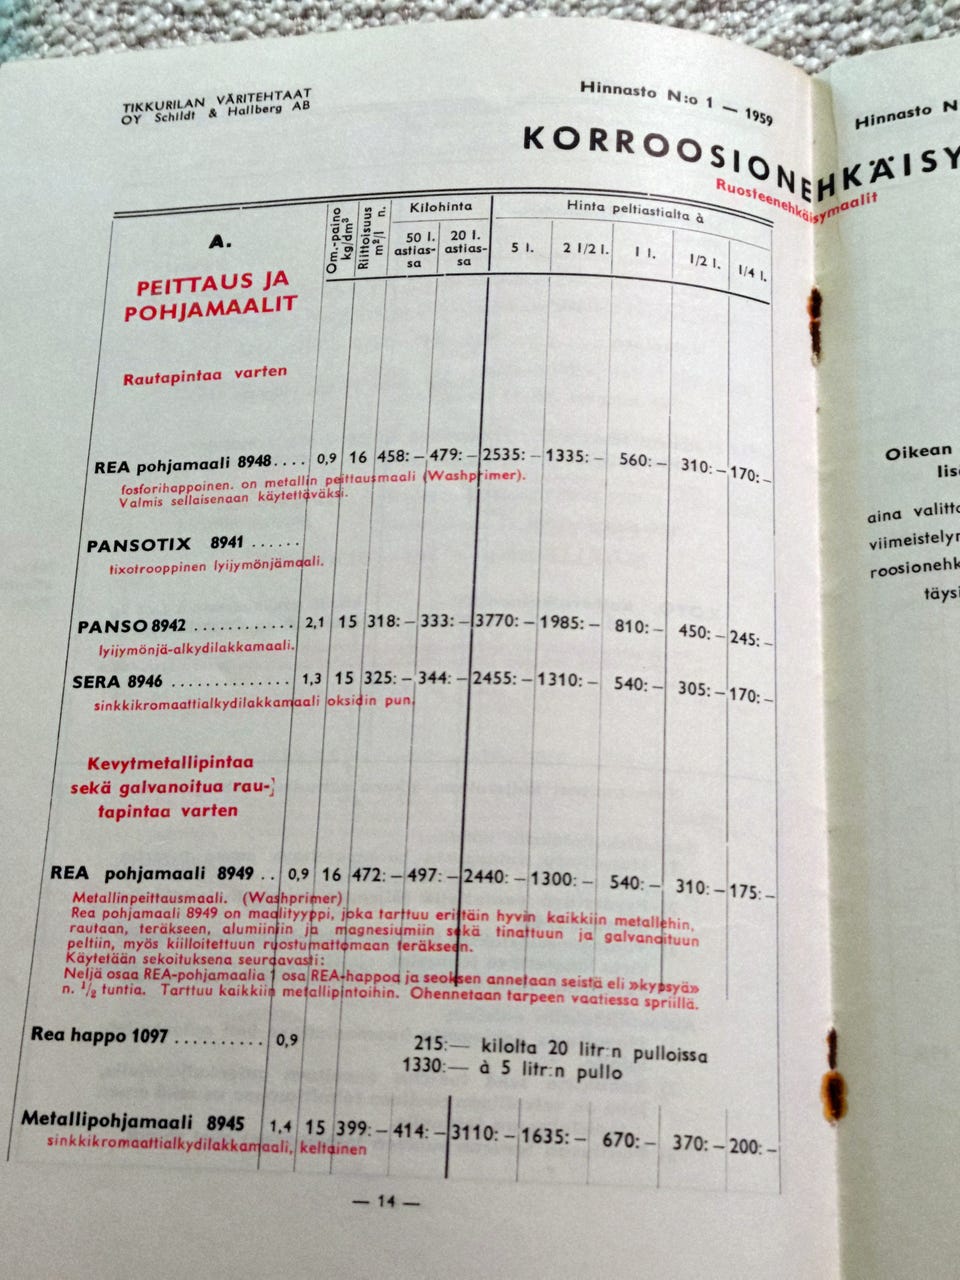 TIKKURILAN VÄRITEHTAAT
OY Schildt & Hallberg AB
Hinnasto N:o 1 — 1959
KORROOSIONEHKÄISY
Ruosteenehkäisymaalit
A.
PEITTAUS JA
POHJAMAALIT
Om.-paino
kg/dm³
Riittoisuus
m²/l n.
Kilohinta
50 l.
astias-
sa
20 l.
astias-
sa
Hinta peltiastialta à
5 l.
2 1/2 l.
1 l.
1/2 l.
1/4 l.
Rautapintaa varten
REA pohjamaali 8948.... 0,9 16 458:– 479:– 2535:– 1335:– 560:– 310:– 170:–
fosforihappoinen. on metallin peittausmaali (Washprimer).
Valmis sellaisenaan käytettäväksi.
PANSOTIX 8941 ......
tixotrooppinen lyijymönjämaali.
PANSO 8942 ............ 2,1 15 318:– 333:– 3770:– 1985:– 810:– 450:– 245:–
lyijymönjä-alkydilakkamaali.
SERA 8946 .............. 1,3 15 325:– 344:– 2455:– 1310:– 540:– 305:– 170:–
sinkkikromaattialkydilakkamaali oksidin pun.
Kevytmetallipintaa
sekä galvanoitua rau-
tapintaa varten
REA pohjamaali 8949 .. 0,9 16 472:– 497:– 2440:– 1300:– 540:– 310:– 175:–
Metallinpeittausmaali. (Washprimer)
Rea pohjamaali 8949 on maalityyppi, joka tarttuu erittäin hyvin kaikkiin metallehin,
rautaan, teräkseen, alumiiniin ja magnesiumiin sekä tinattuun ja galvanoituun
peltiin, myös kiilloitettuun ruostumattomaan teräkseen.
Käytetään sekoituksena seuraavasti:
Neljä osaa REA-pohjamaalia 1 osa REA-happoa ja seoksen annetaan seistä eli »kypsyä»
n. ½ tuntia. Tarttuu kaikkiin metallipintoihin. Ohennetaan tarpeen vaatiessa spriillä.
Rea happo 1097 .......... 0,9 215:— kilolta 20 litr:n pulloissa
1330:— à 5 litr:n pullo
Metallipohjamaali 8945 1,4 15 399:– 414:– 3110:– 1635:– 670:– 370:– 200:–
sinkkikromaattialkydilakkamaali, keltainen
— 14 —
Hinnasto N
Oikean
lis
aina valitt
viimeistelyn
roosionehk
täysi